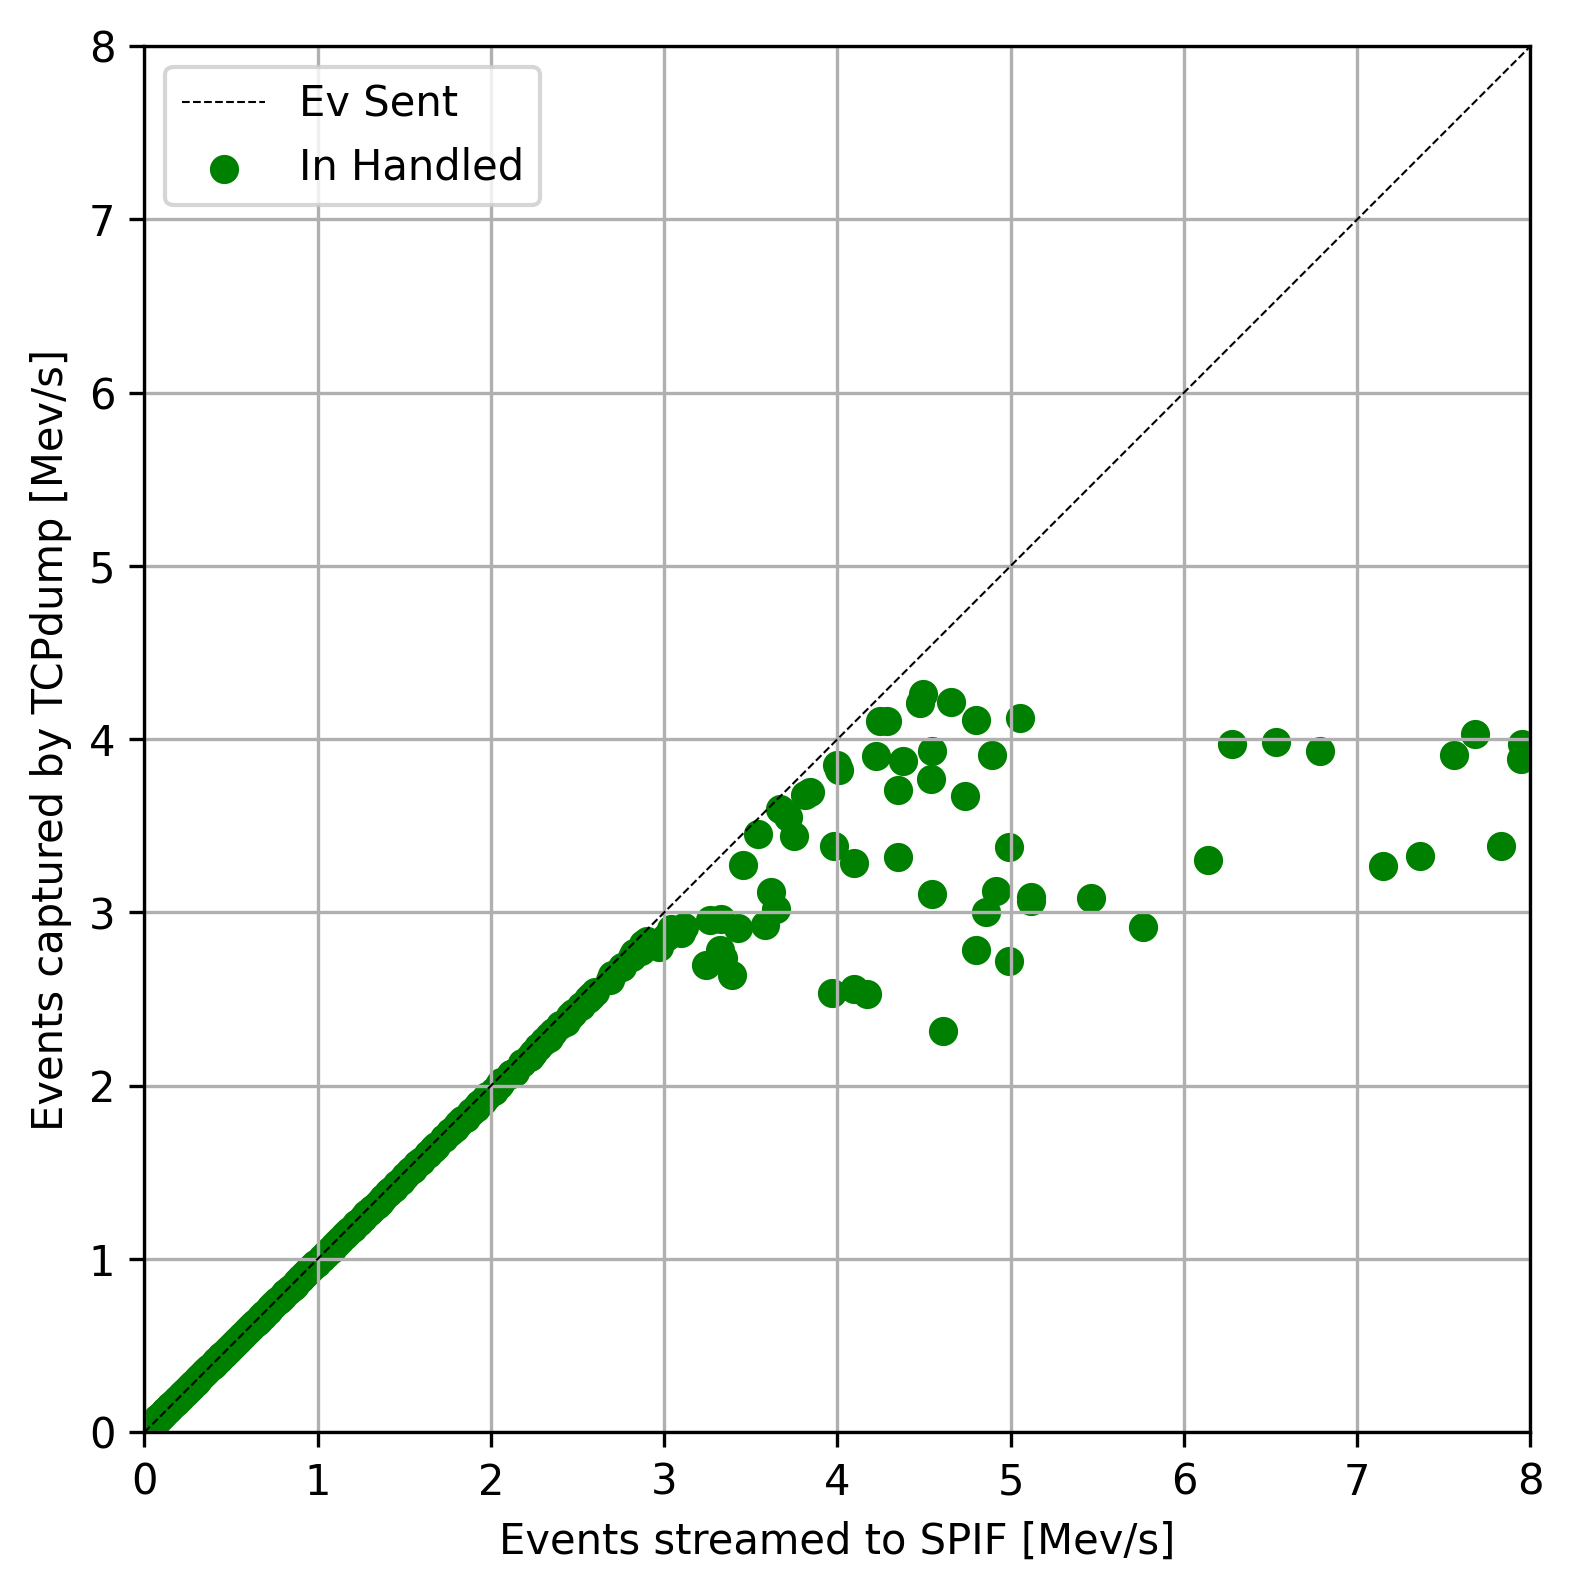 Ev Sent
In Handled
8
7
6
5
4
3
2
1
0
Events captured by TCPdump [Mev/s]
0 1 2 3 4 5 6 7 8
Events streamed to SPIF [Mev/s]